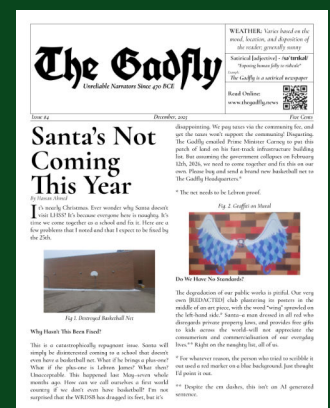 WEATHER: Varies based on the
mood, location, and disposition of
the reader, generally sunny
Satirical [adjective] - /səˈtɪrɪkəl/
"Exposing human folly to ridicule"
The Gadfly is a satirical newspaper
Read Online:
www.thegadfly.news
The Gadfly
Unreliable Narrators Since 470 BCE
Issue #4
December, 2025
Five Cents
Santa's Not
Coming
This Year
By Hassan Ahmed
It's nearly Christmas. Ever wonder why Santa doesn't
visit LHSS? It's because everyone here is naughty. It's
time we come together as a school and fix it. Here are a
few problems that I noted and that I expect to be fixed by
the 25th.
Fig 1. Destroyed Basketball Net
Why Hasn't This Been Fixed?
This is a catastrophically repugnant issue. Santa will
simply be disinterested coming to a school that doesn't
even have a basketball net. What if he brings a plus-one?
What if the plus-one is Lebron James? What then?
Unacceptable. This happened last May—seven whole
months ago. How can we call ourselves a first world
country if we don't even have basketball? I'm not
surprised that the WRDSB has dragged its feet, but it's
disappointing. We pay taxes via the community fee, and
yet the taxes won't support the community! Disgusting.
The Gadfly emailed Prime Minister Carney to put this
porch of land on his fast-track infrastructure building
list. But assuming the government collapses on February
12th, 2026, we need to come together and fix this on our
own. Please buy and send a brand new basketball net to
The Gadfly Headquarters.*
* The net needs to be Lebron proof.
Fig. 2. Graffiti on Mural
Do We Have No Standards?
The degradation of our public works is pitiful. Our very
own [REDACTED] club plastering its posters in the
middle of an art piece, with the word "wing" sprawled on
the left-hand side.* Santa–a man dressed in all red who
disregards private property laws, and provides free gifts
to kids across the world–will not appreciate the
consumerism and commercialisation of our everyday
lives.** Right on the naughty list, all of us.
* For whatever reason, the person who tried to scribble it
out used a red marker on a blue background. Just thought
I'd point it out.
** Despite the em dashes, this isn't an AI generated
sentence.